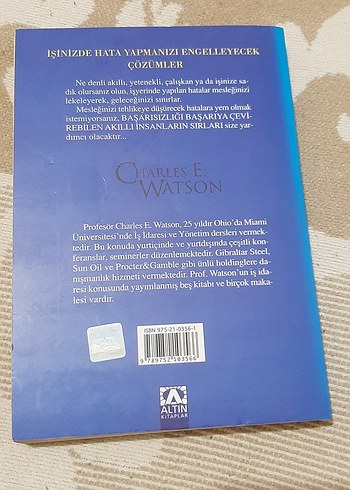 İŞİNİZDE HATA YAPMANIZI ENGELLEYECEK
ÇÖZÜMLER
Ne denli akıllı, yetenekli, çalışkan ya da işinize sa-
dık olursanız olun, işyerinde yapılan hatalar mesleğinizi
lekeleyerek, geleceğinizi sınırlar.
Mesleğinizi tehlikeye düşürecek hatalara yem olmak
istemiyorsanız, BAŞARISIZLIĞI BAŞARIYA ÇEVİ-
REBİLEN AKILLI İNSANLARIN SIRLARI size yar-
dımcı olacaktır...
CHARLES E.
WATSON
Profesör Charles E. Watson, 25 yıldır Ohio'da Miami
Üniversitesi'nde İş İdaresi ve Yönetim dersleri vermek-
tedir. Bu konuda yurtiçinde ve yurtdışında çeşitli kon-
feranslar, seminerler düzenlemektedir. Gibraltar Steel,
Sun Oil ve Procter&Gamble gibi ünlü holdinglere da-
nışmanlık hizmeti vermektedir. Prof. Watson'un iş ida-
resi konusunda yayımlanmış beş kitabı ve birçok maka-
lesi vardır.
ISBN 975-21-0356-1
9 789752 103566
ALTIN
KİTAPLAR